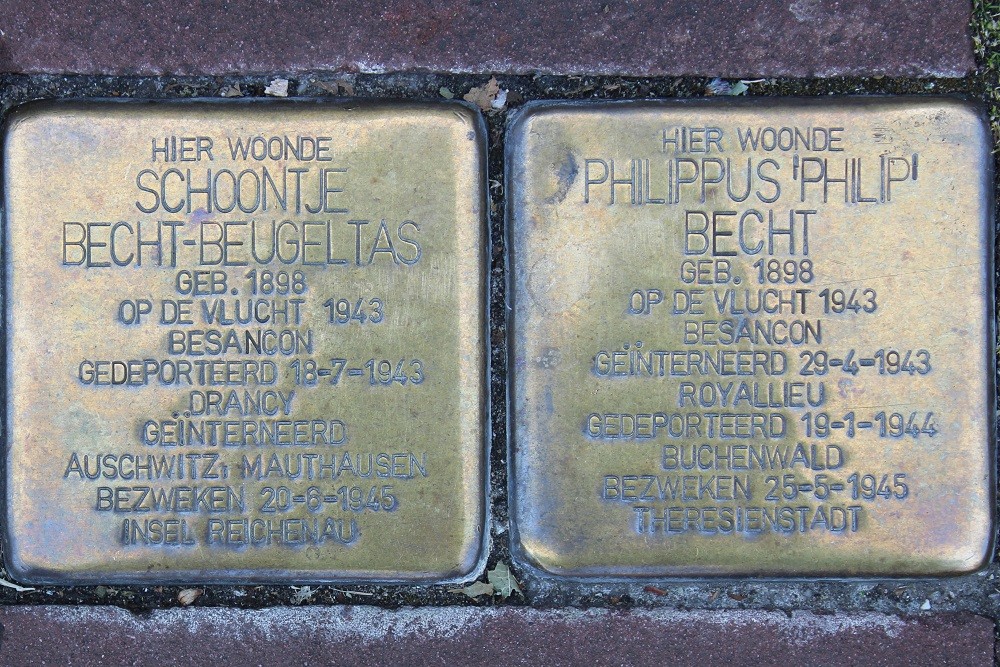 HIER WOONDE
SCHOONTJE
BECHT-BEUGELTAS
GEB. 1898
OP DE VLUCHT 1943
BESANCON
GEDEPORTEERD 18-7-1943
DRANCY
GEÏNTERNEERD
AUSCHWITZ, MAUTHAUSEN
BEZWEKEN 20-6-1945
INSEL REICHENAU
HIER WOONDE
PHILIPPUS 'PHILIP'
BECHT
GEB. 1898
OP DE VLUCHT 1943
BESANCON
GEÏNTERNEERD 29-4-1943
ROYALLIEU
GEDEPORTEERD 19-1-1944
BUCHENWALD
BEZWEKEN 25-5-1945
THERESIENSTADT